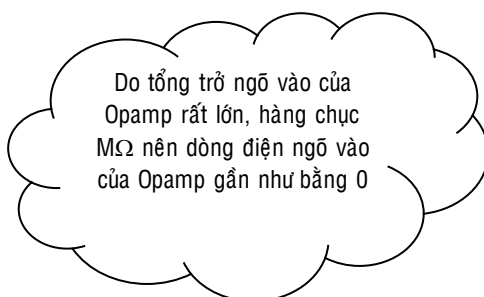 Do tổng trở ngõ vào của
Opamp rất lớn, hàng chục
MΩ nên dòng điện ngõ vào
của Opamp gần như bằng 0